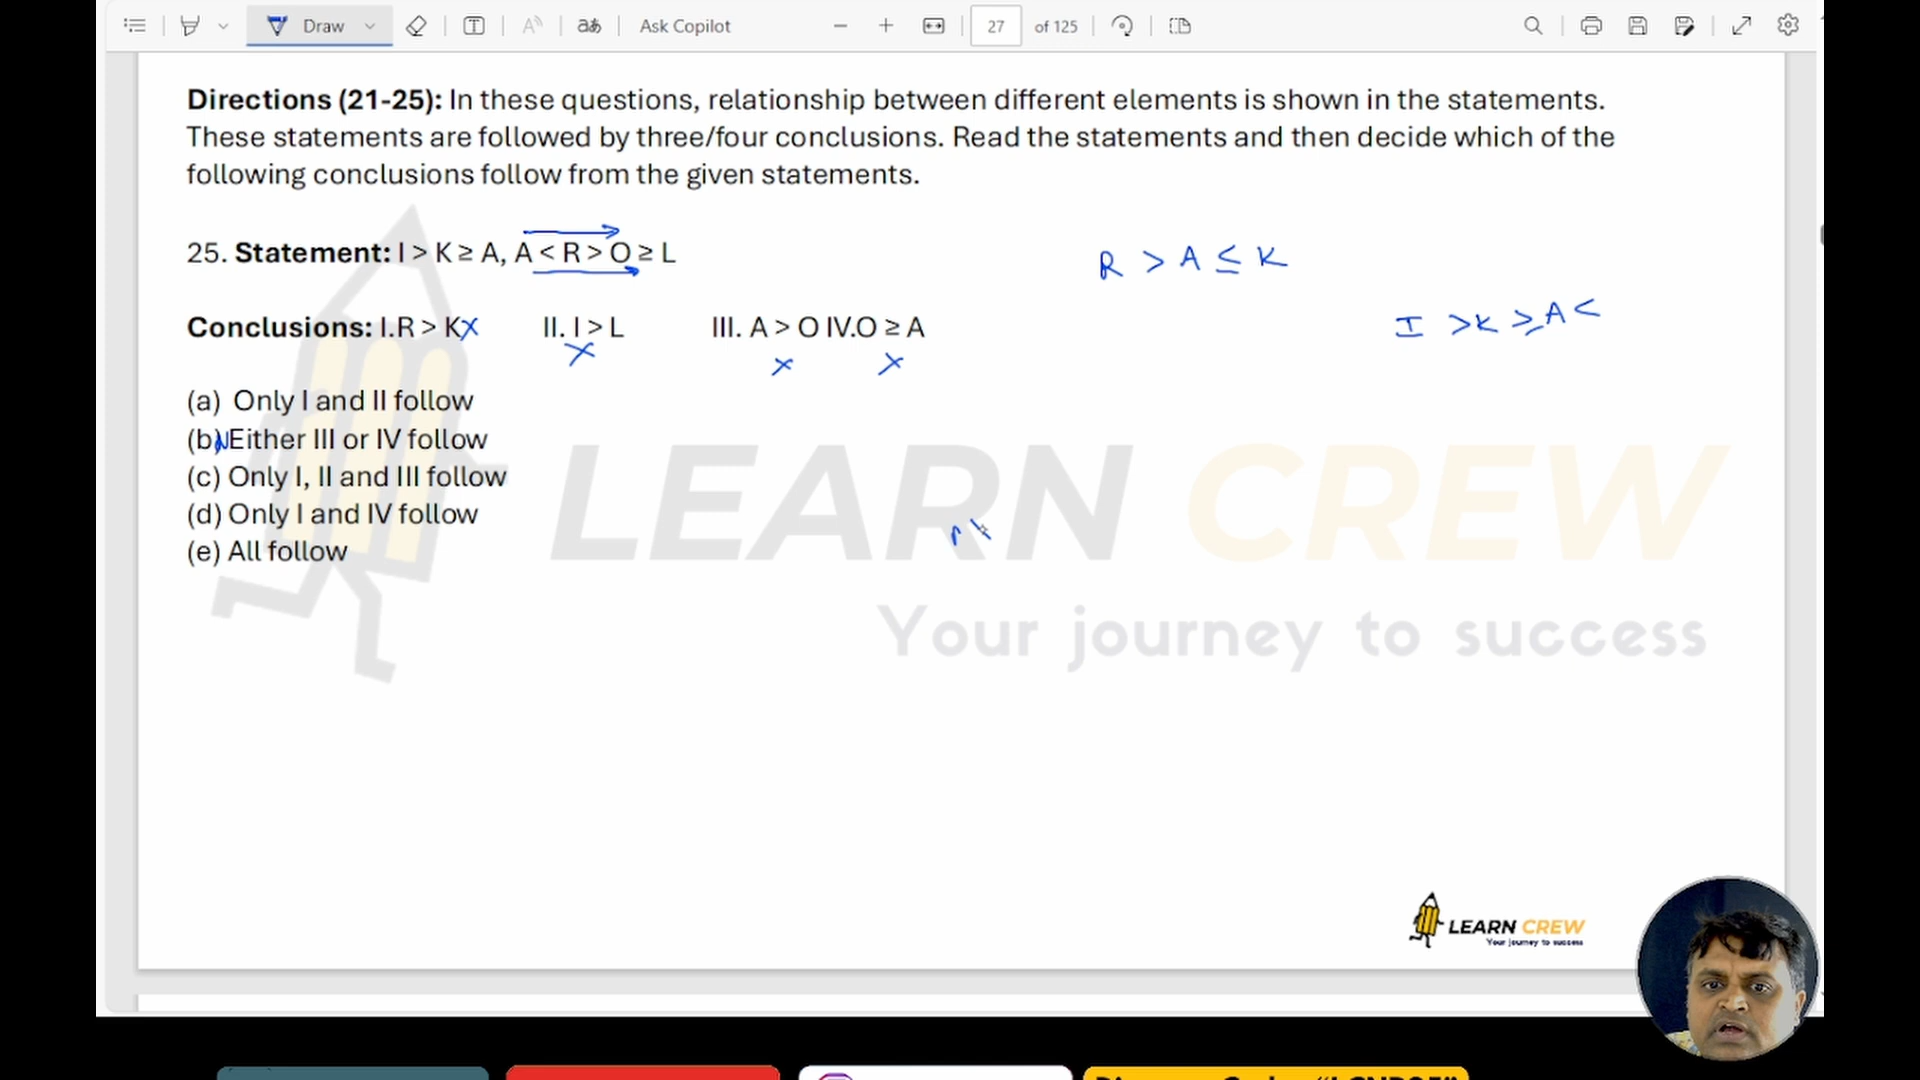 Draw
Ask Copilot
27 of 125
Directions (21-25): In these questions, relationship between different elements is shown in the statements.
These statements are followed by three/four conclusions. Read the statements and then decide which of the
following conclusions follow from the given statements.
25. Statement: I > K ≥ A, A < R > O ≥ L
R > A ≤ K
Conclusions: I.R > K x II. I > L III. A > O IV.O ≥ A
I > K ≥ A <
x x x
(a) Only I and II follow
(b) Either III or IV follow
(c) Only I, II and III follow
(d) Only I and IV follow
(e) All follow
LEARN CREW
Your journey to success
LEARN CREW
Your journey to success